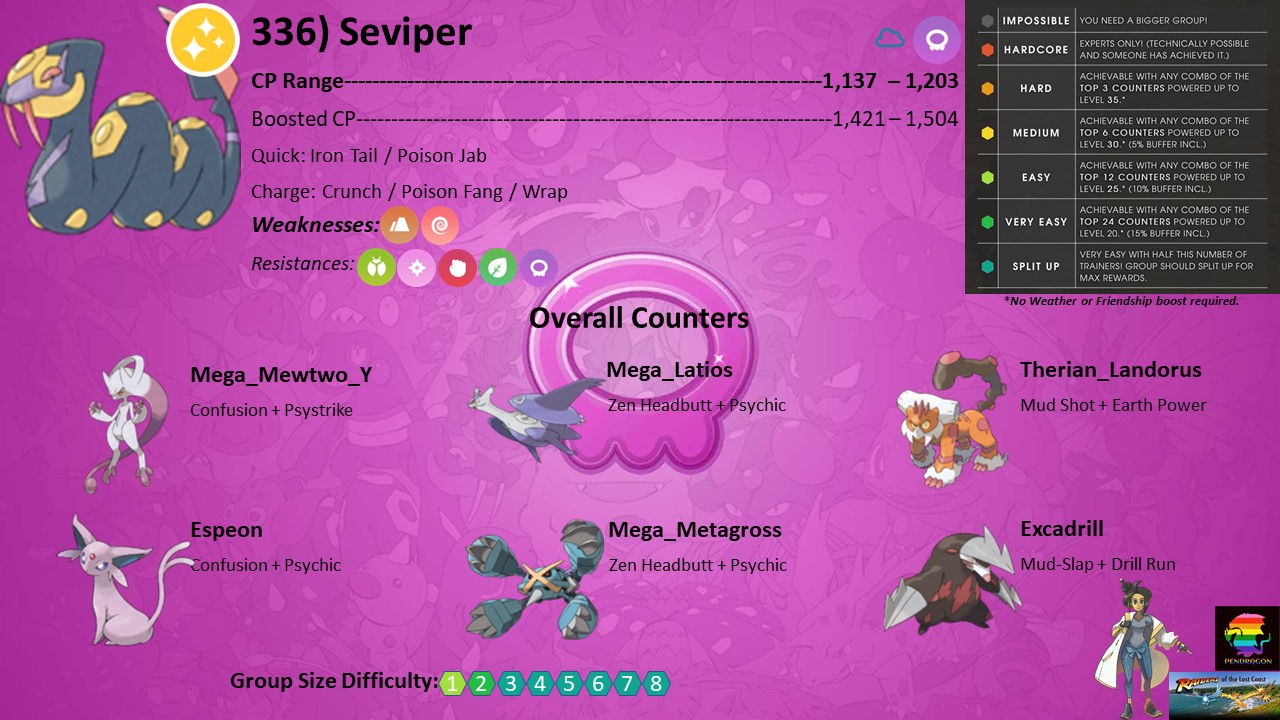 336) Seviper
CP Range-----------------------------------------------------------------------------------1,137 – 1,203
Boosted CP-----------------------------------------------------------------------------------1,421 – 1,504
Quick: Iron Tail / Poison Jab
Charge: Crunch / Poison Fang / Wrap
Weaknesses:
Resistances:
IMPOSSIBLE YOU NEED A BIGGER GROUP!
HARDCORE EXPERTS ONLY! (TECHNICALLY POSSIBLE
AND SOMEONE HAS ACHIEVED IT.)
HARD ACHIEVABLE WITH ANY COMBO OF THE
TOP 3 COUNTERS POWERED UP TO
LEVEL 35.*
MEDIUM ACHIEVABLE WITH ANY COMBO OF THE
TOP 6 COUNTERS POWERED UP TO
LEVEL 30.* (5% BUFFER INCL.)
EASY ACHIEVABLE WITH ANY COMBO OF THE
TOP 12 COUNTERS POWERED UP TO
LEVEL 25.* (10% BUFFER INCL.)
VERY EASY ACHIEVABLE WITH ANY COMBO OF THE
TOP 24 COUNTERS POWERED UP TO
LEVEL 20.* (15% BUFFER INCL.)
SPLIT UP VERY EASY WITH HALF THIS NUMBER OF
TRAINERS! GROUP SHOULD SPLIT UP FOR
MAX REWARDS.
*No Weather or Friendship boost required.
Overall Counters
Mega_Mewtwo_Y
Confusion + Psystrike
Mega_Latios
Zen Headbutt + Psychic
Therian_Landorus
Mud Shot + Earth Power
Espeon
Confusion + Psychic
Mega_Metagross
Zen Headbutt + Psychic
Excadrill
Mud-Slap + Drill Run
Group Size Difficulty: 1 2 3 4 5 6 7 8
PENDRAGON
RAIDERS of the Lost Coast